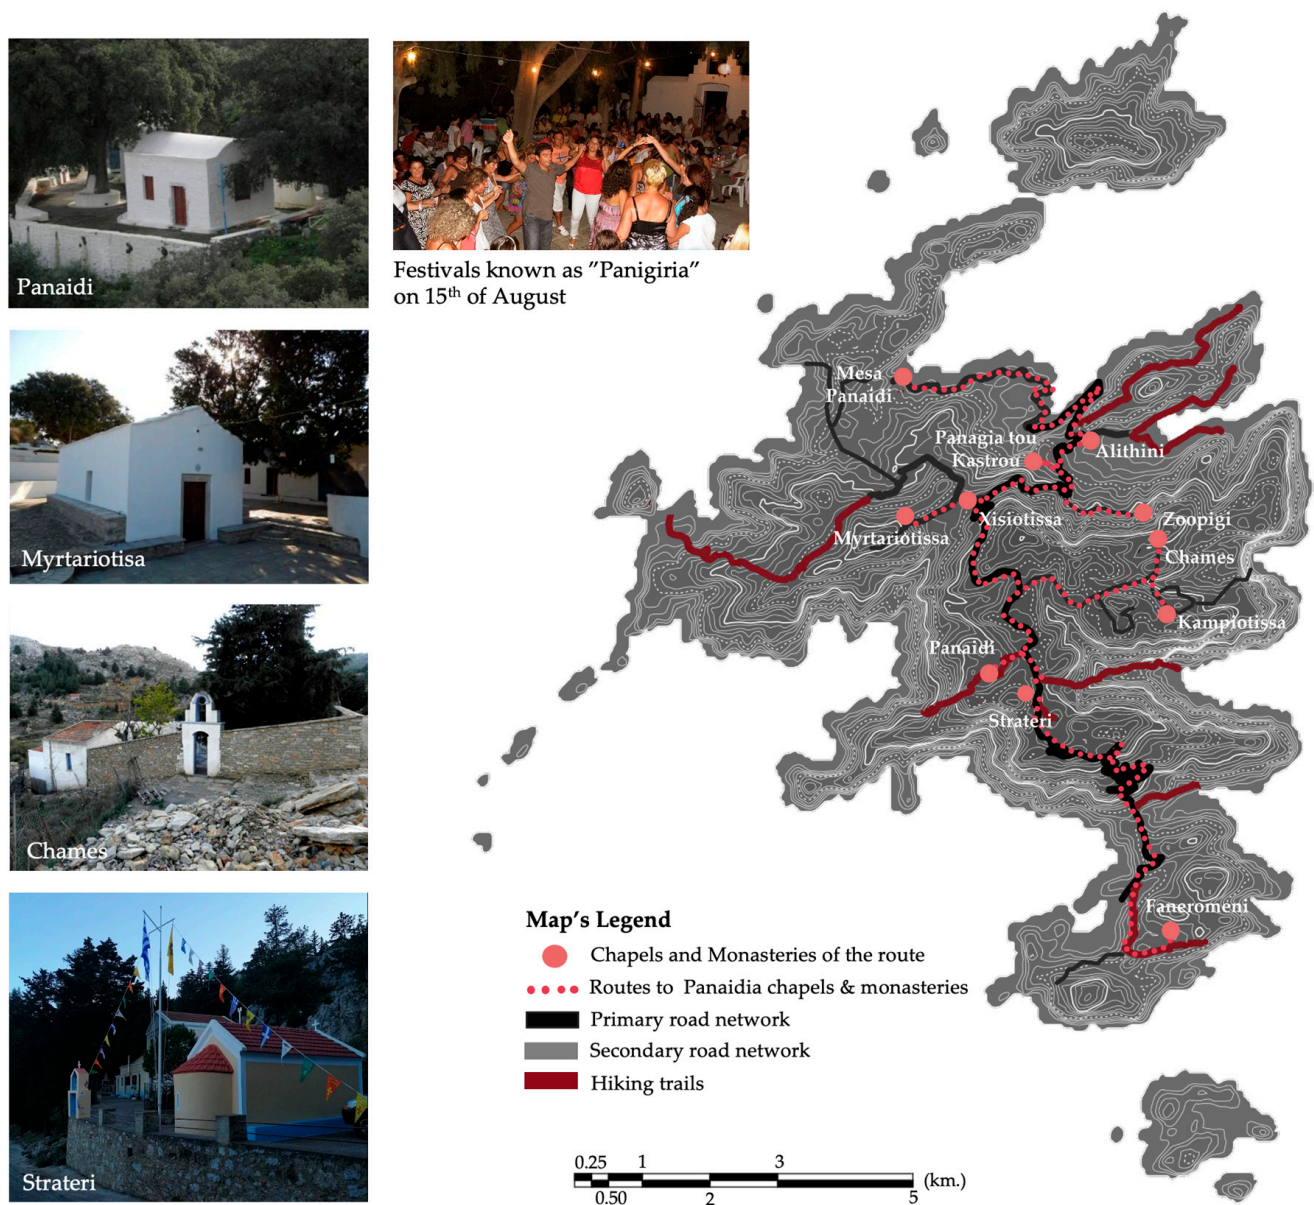 Panaidi
Myrtariotisa
Chames
Strateri
Festivals known as ”Panigiria”
on 15th of August
Mesa
Panaidi
Panagia tou
Kastrou
Alithini
Xisiotissa
Myrtariotissa
Zoopigi
Chames
Kampiotissa
Panaidi
Strateri
Faneromeni
Map's Legend
Chapels and Monasteries of the route
Routes to Panaidia chapels & monasteries
Primary road network
Secondary road network
Hiking trails
0.25 1 3
(km.)
0.50 2 5